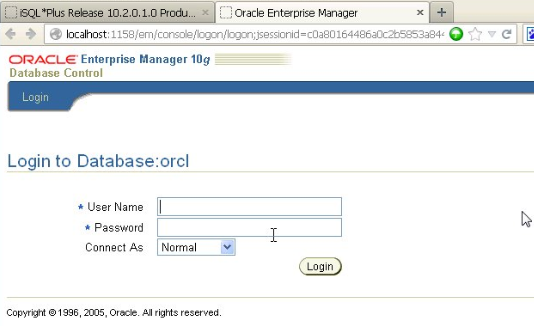 iSQL*Plus Release 10.2.0.1.0 Produ...
Oracle Enterprise Manager
localhost:1158/em/console/logon/logon;jsessionid=c0a80164486a0c2b5853a844
ORACLE Enterprise Manager 10g
Database Control
Login
Login to Database:orcl
* User Name
* Password
Connect As Normal
Login
Copyright © 1996, 2005, Oracle. All rights reserved.